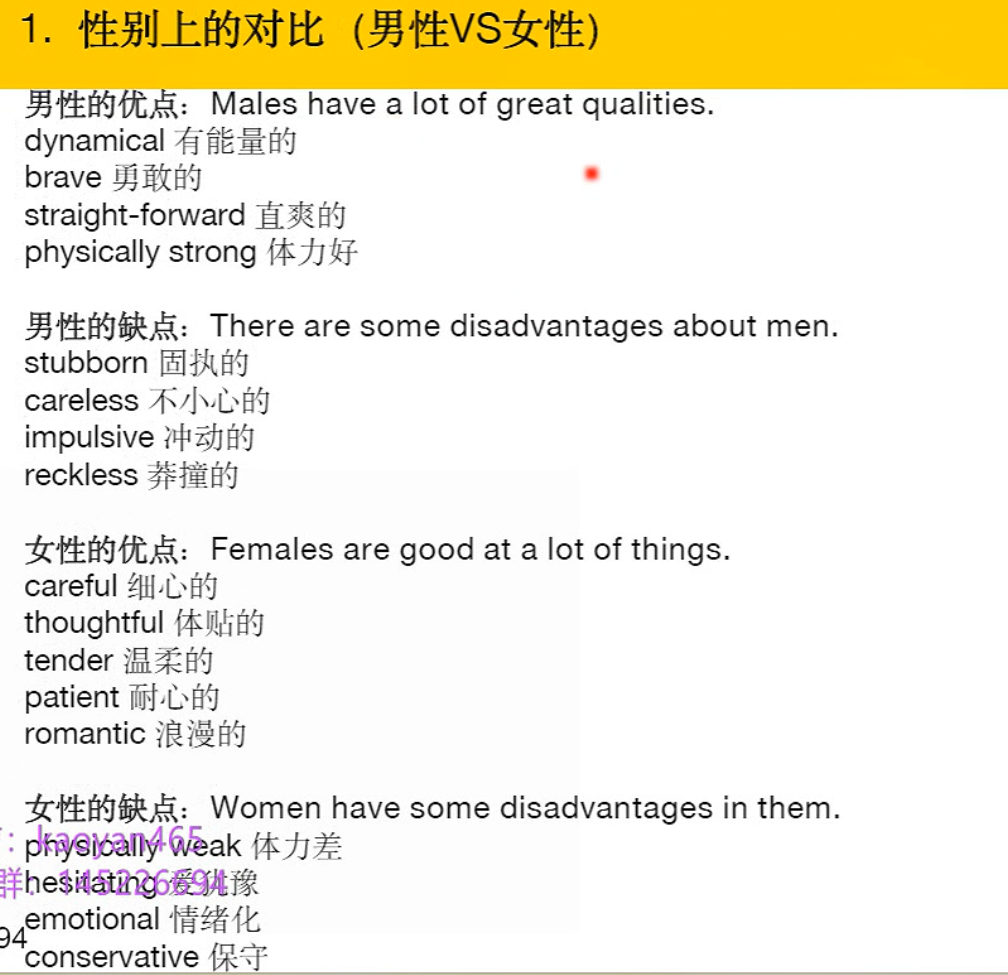 1. 性别上的对比（男性VS女性）
男性的优点：Males have a lot of great qualities.
dynamical 有能量的
brave 勇敢的
straight-forward 直爽的
physically strong 体力好
男性的缺点：There are some disadvantages about men.
stubborn 固执的
careless 不小心的
impulsive 冲动的
reckless 莽撞的
女性的优点：Females are good at a lot of things.
careful 细心的
thoughtful 体贴的
tender 温柔的
patient 耐心的
romantic 浪漫的
女性的缺点：Women have some disadvantages in them.
：kaoyan465
physically weak 体力差
群：145226694
hesitating 爱犹豫
emotional 情绪化
94
conservative 保守